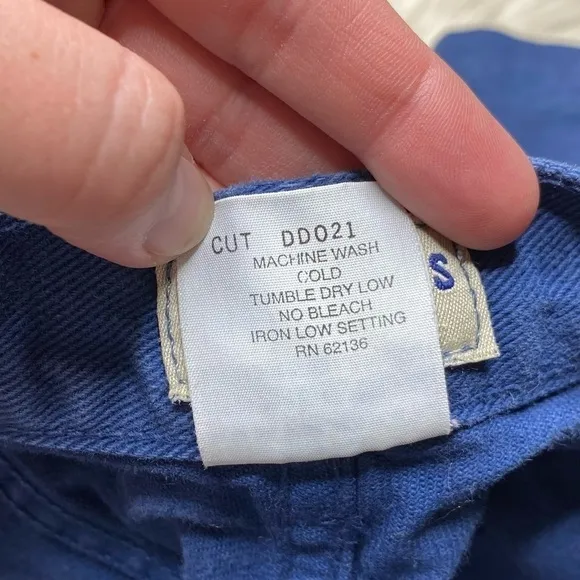 CUT DD021
MACHINE WASH
COLD
TUMBLE DRY LOW
NO BLEACH
IRON LOW SETTING
RN 62136
S